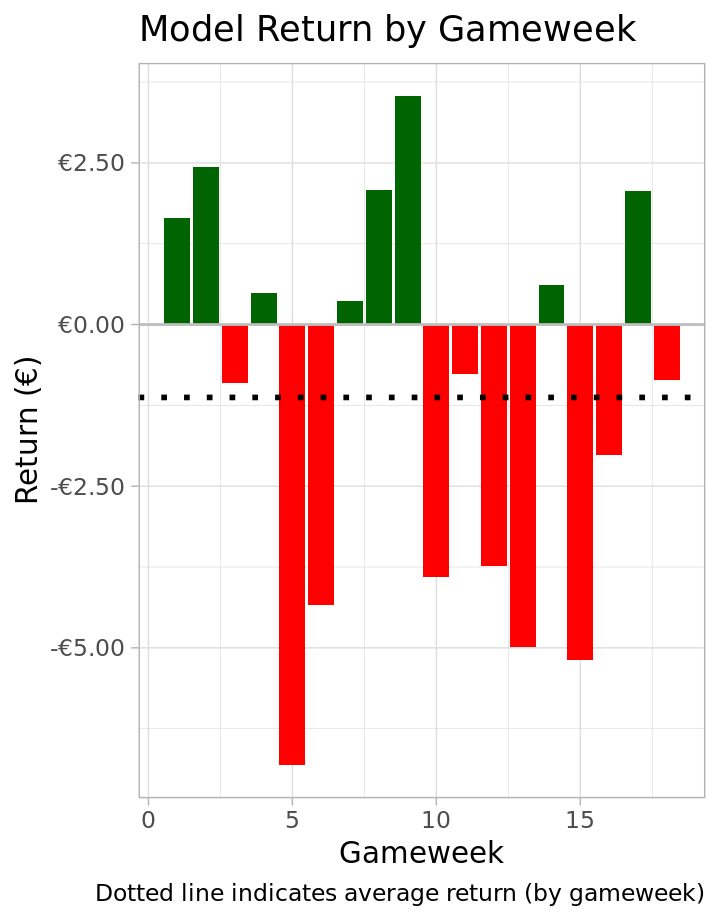 Model Return by Gameweek
€2.50
€0.00
-€2.50
-€5.00
Return (€)
0 5 10 15
Gameweek
Dotted line indicates average return (by gameweek)